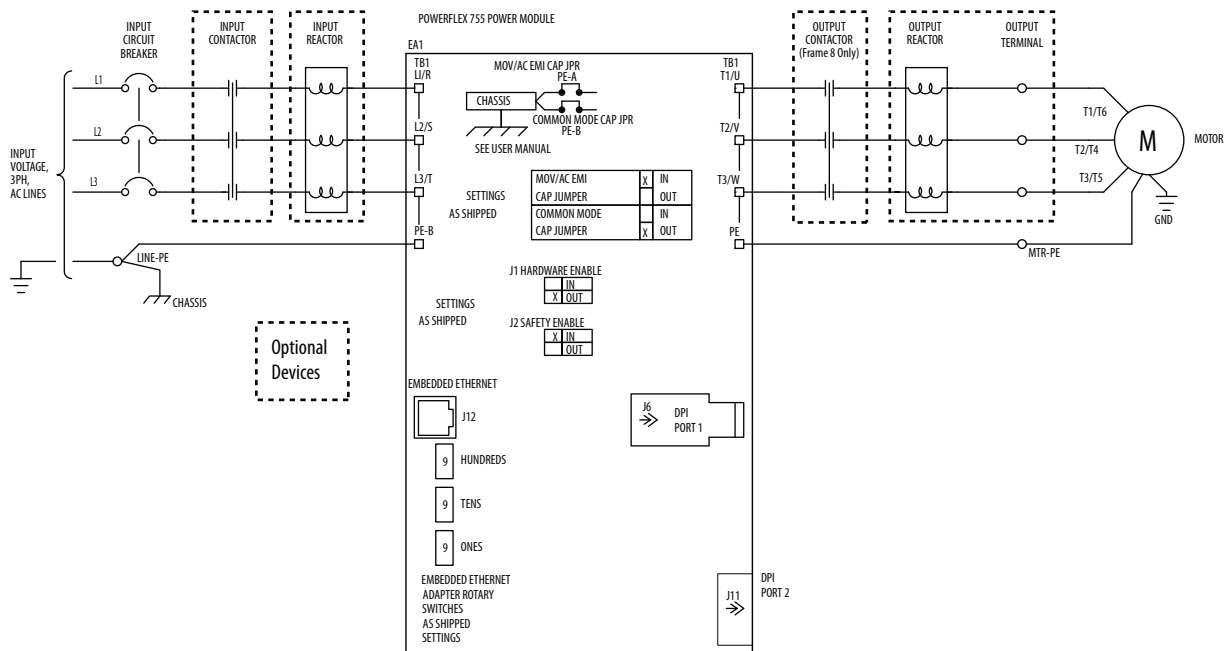 POWERFLEX 755 POWER MODULE
INPUT
CIRCUIT
BREAKER
INPUT
CONTACTOR
INPUT
REACTOR
EA1
TB1
LI/R
L2/S
L3/T
PE-B
L1
L2
L3
INPUT
VOLTAGE,
3PH,
AC LINES
LINE-PE
CHASSIS
Optional
Devices
MOV/AC EMI CAP JPR
PE-A
CHASSIS
COMMON MODE CAP JPR
PE-B
SEE USER MANUAL
SETTINGS
AS SHIPPED
MOV/AC EMI X IN
CAP JUMPER OUT
COMMON MODE IN
CAP JUMPER X OUT
J1 HARDWARE ENABLE
IN
X OUT
SETTINGS
AS SHIPPED
J2 SAFETY ENABLE
X IN
OUT
EMBEDDED ETHERNET
J12
9 HUNDREDS
9 TENS
9 ONES
EMBEDDED ETHERNET
ADAPTER ROTARY
SWITCHES
AS SHIPPED
SETTINGS
J6
DPI
PORT 1
J11
DPI
PORT 2
TB1
T1/U
T2/V
T3/W
PE
OUTPUT
CONTACTOR
(Frame 8 Only)
OUTPUT
REACTOR
OUTPUT
TERMINAL
T1/T6
T2/T4
T3/T5
M
MOTOR
GND
MTR-PE